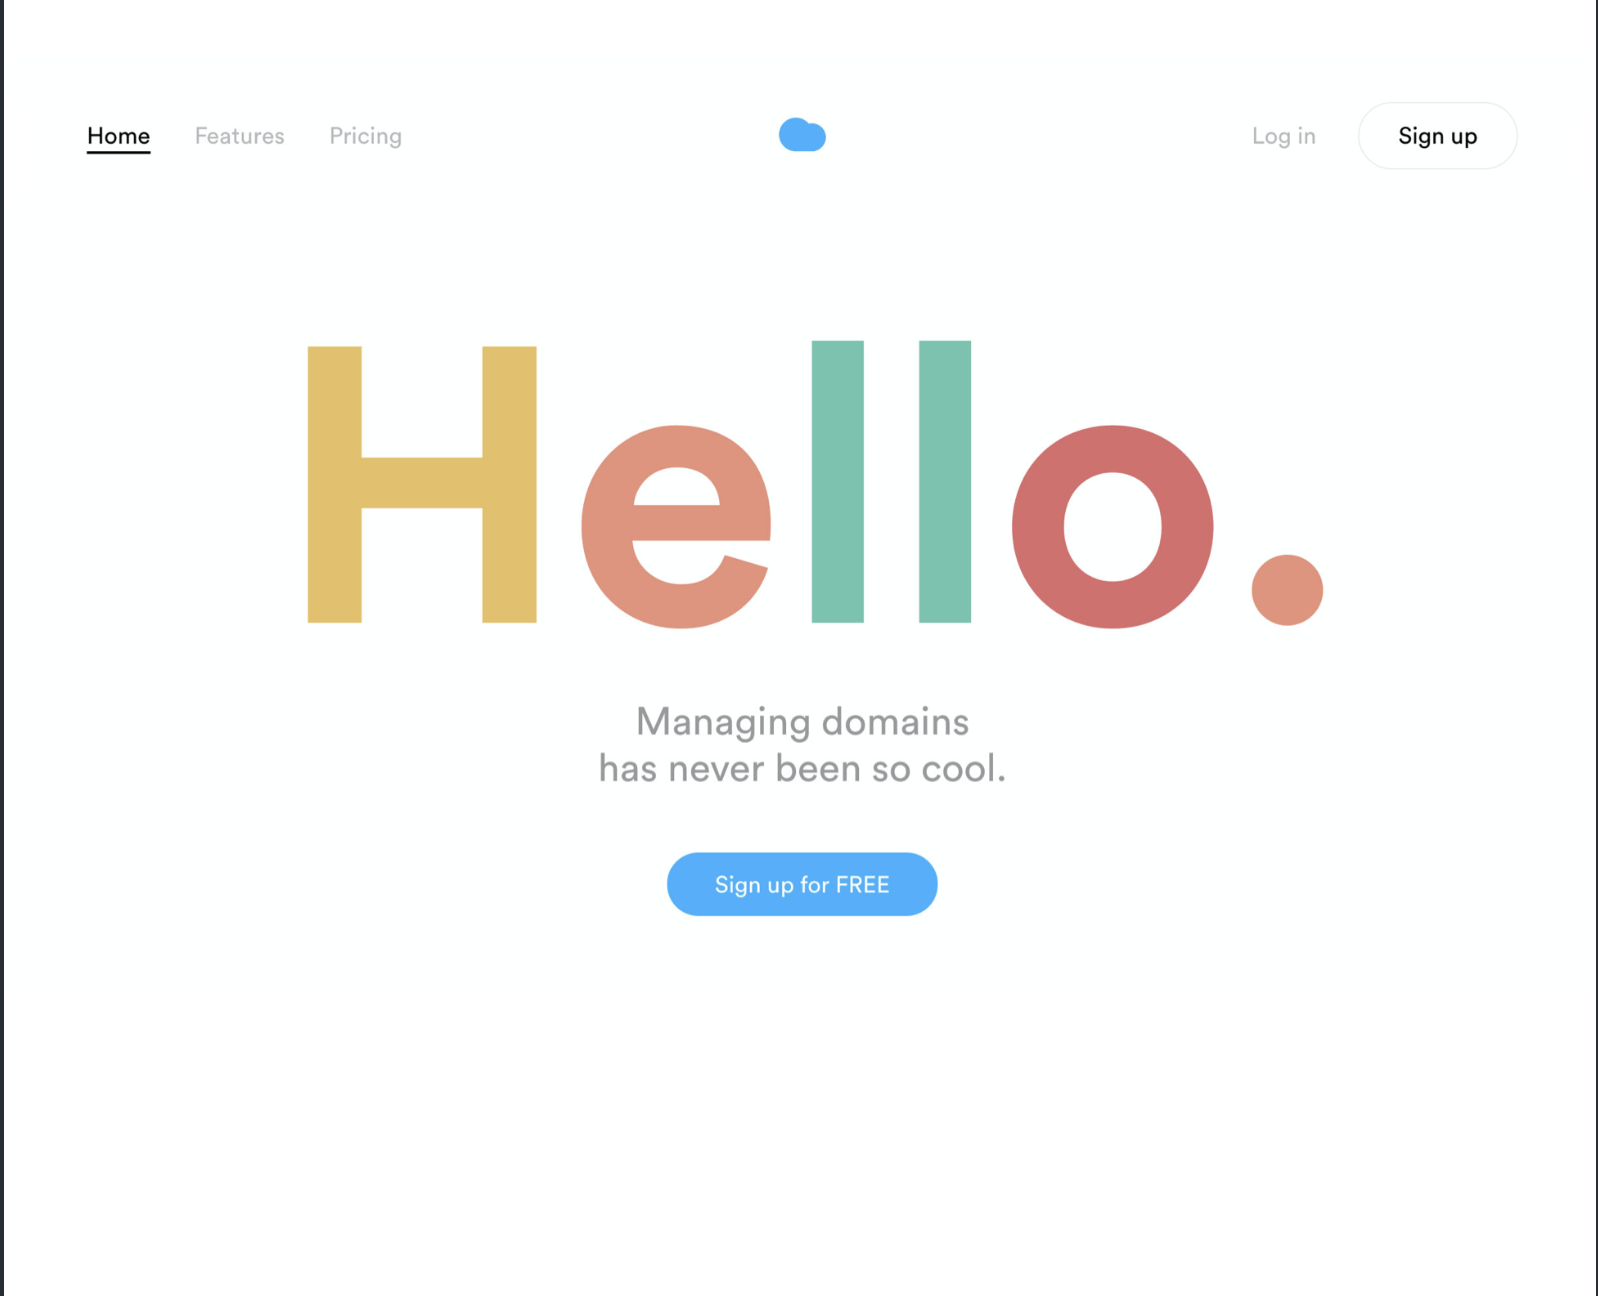 Home Features Pricing Log in Sign up
Hello.
Managing domains
has never been so cool.
Sign up for FREE